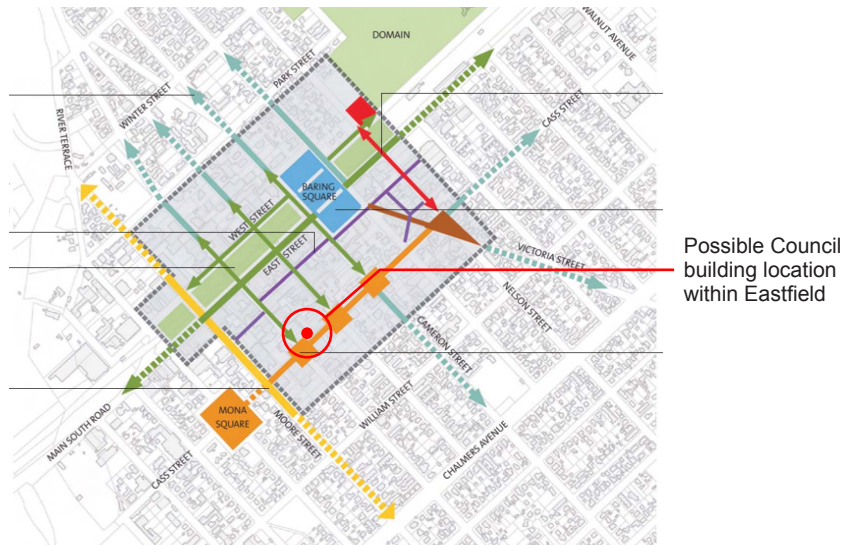 DOMAIN
WALNUT AVENUE
PARK STREET
CASS STREET
WINTER STREET
RIVER TERRACE
BARING
SQUARE
WEST STREET
EAST STREET
VICTORIA STREET
NELSON STREET
CAMERON STREET
WILLIAM STREET
CHALMERS AVENUE
MOORE STREET
MONA
SQUARE
MAIN SOUTH ROAD
CASS STREET
Possible Council
building location
within Eastfield